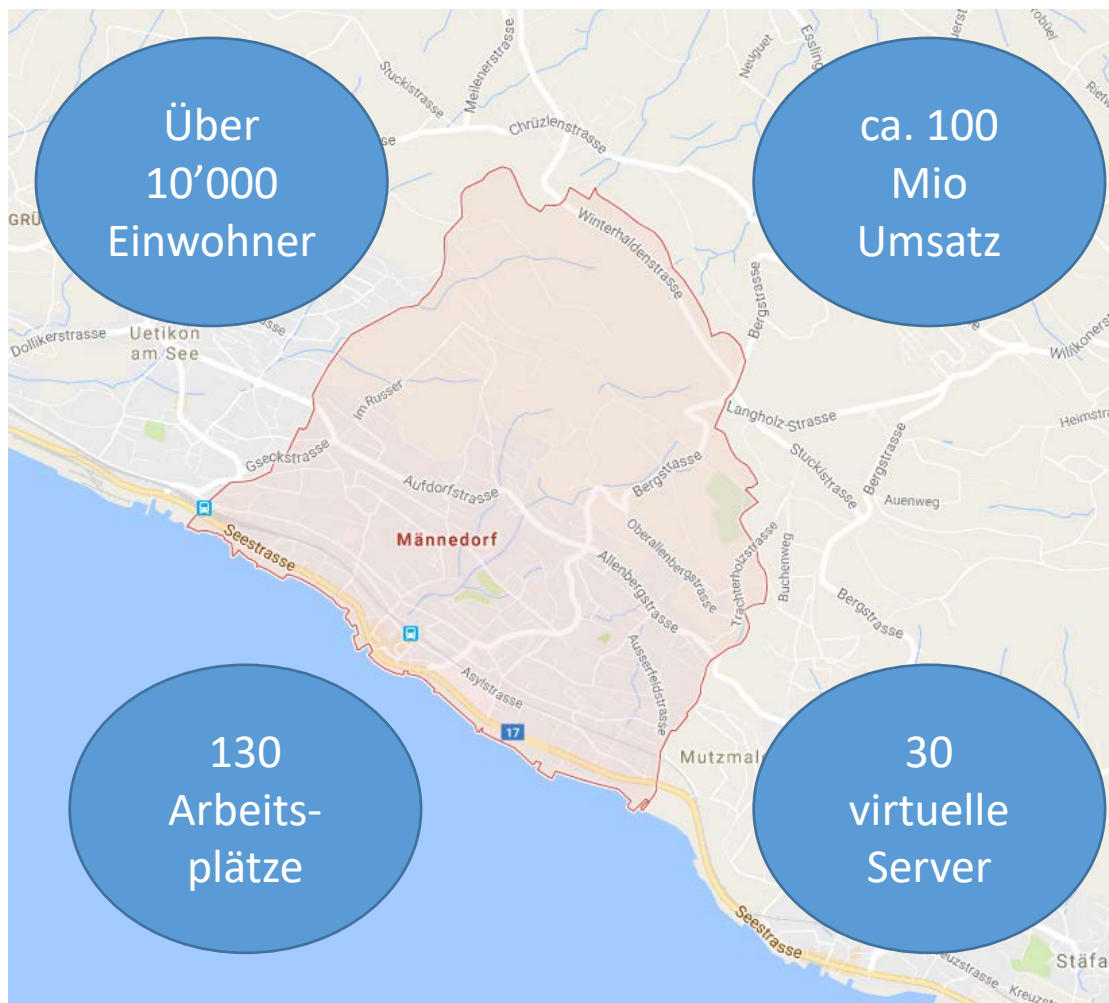 Über
10’000
Einwohner
ca. 100
Mio
Umsatz
130
Arbeits-
plätze
30
virtuelle
Server
Stuckistrasse
Meilenerstrasse
Chrüzlenstrasse
Neuguet
Winterhaldenstrasse
Bergstrasse
Dollikerstrasse
Uetikon
am See
Im Russer
Langholz-Strasse
Heimstr
Gseckstrasse
Aufdorfstrasse
Bergstrasse
Stuckistrasse
Bergstrasse
Auenweg
Seestrasse
Männedorf
Oberallenbergstrasse
Allenbergstrasse
Trachterholzstrasse
Buchenweg
Bergstrasse
Ausserfeldstrasse
Asylstrasse
17
Seestrasse
Stäfa